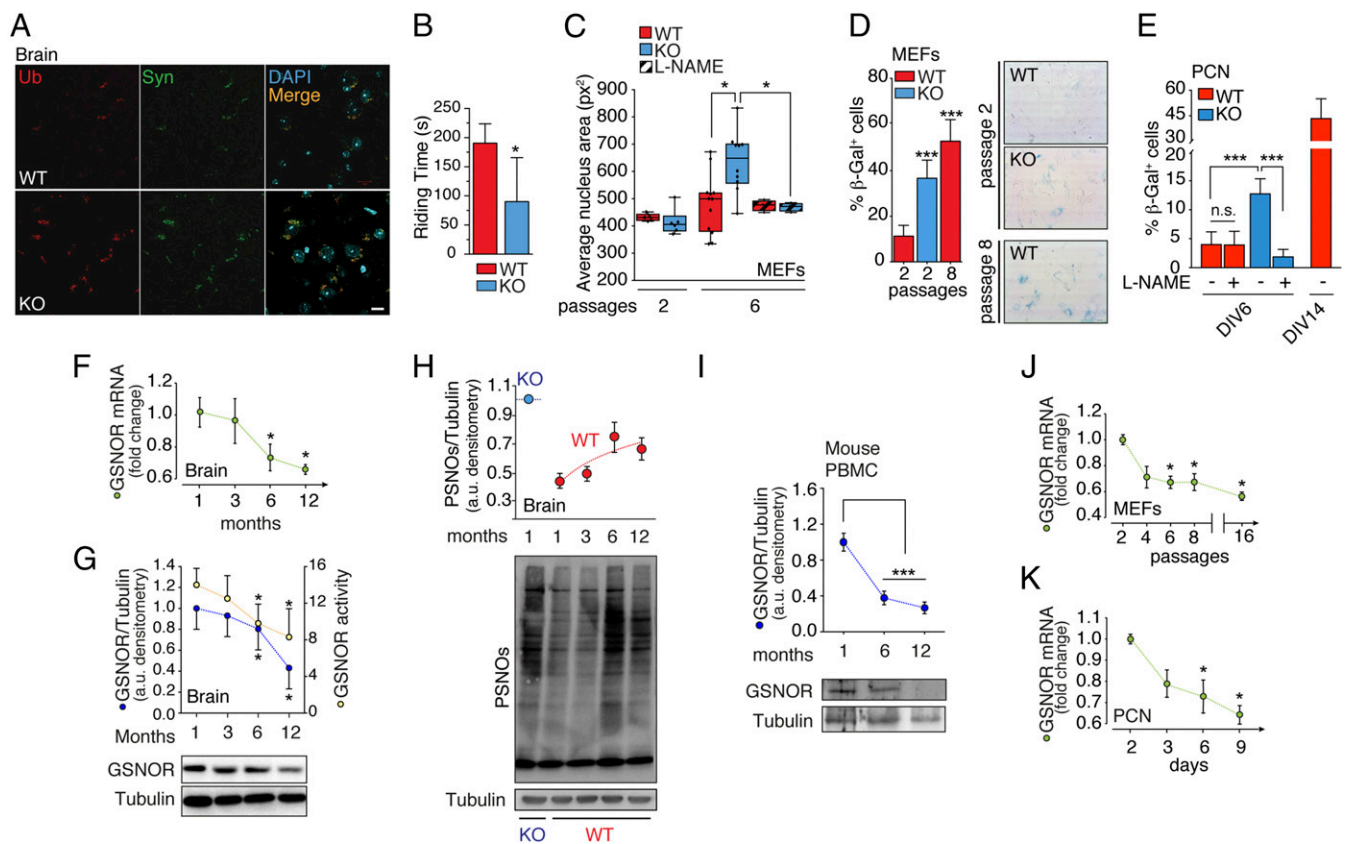 A
Brain
Ub
Syn
DAPI
Merge
WT
KO
B
Riding Time (s)
250
200
150
100
50
0
*
WT
KO
C
WT
KO
L-NAME
Average nucleus area (px²)
900
800
700
600
500
400
300
200
* *
MEFs
passages 2 6
D
MEFs
WT
KO
% β-Gal⁺ cells
80
60
40
20
0
*** ***
2 2 8
passages
passage 2
WT
KO
passage 8
WT
E
PCN
WT
KO
% β-Gal⁺ cells
60
45
30
20
15
10
5
0
*** ***
n.s.
L-NAME - + - + -
DIV6 DIV14
F
GSNOR mRNA
(fold change)
1.2
1.0
0.8
0.6
* *
Brain
1 3 6 12
months
G
GSNOR/Tubulin
(a.u. densitometry)
1.4
1.2
1.0
0.8
0.6
0.4
0.2
0.0
16
12
8
4
0
GSNOR activity
* *
* *
Brain
Months 1 3 6 12
GSNOR
Tubulin
H
PSNOs/Tubulin
(a.u. densitometry)
KO
1.2
0.9
0.6
0.3
0
WT
Brain
months 1 1 3 6 12
PSNOs
Tubulin
KO WT
I
Mouse
PBMC
GSNOR/Tubulin
(a.u. densitometry)
1.6
1.2
0.8
0.4
0.0
***
months 1 6 12
GSNOR
Tubulin
J
GSNOR mRNA
(fold change)
1.2
1.0
0.8
0.6
0.4
* * *
MEFs
2 4 6 8 16
passages
K
GSNOR mRNA
(fold change)
1.1
1.0
0.9
0.8
0.7
0.6
* *
PCN
2 3 6 9
days